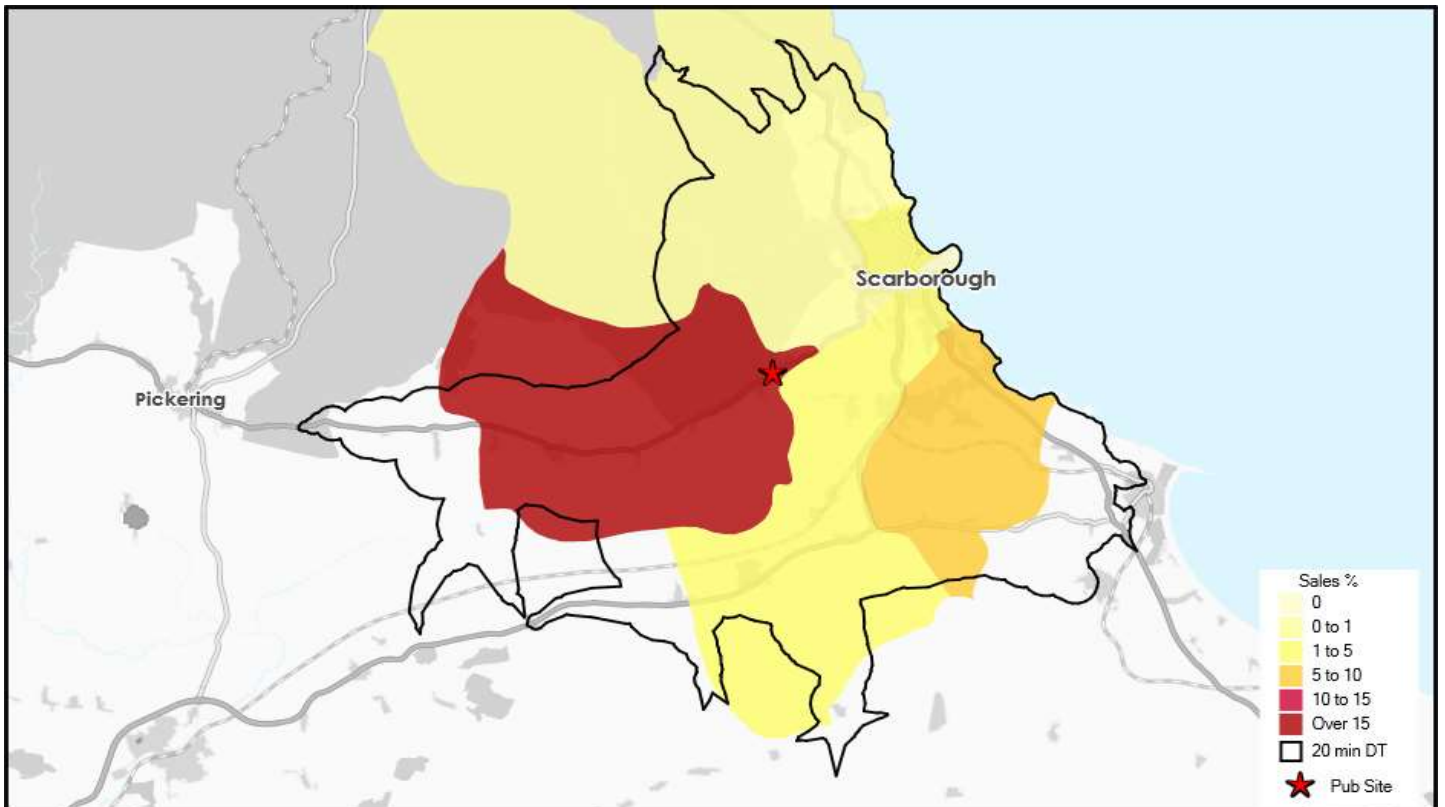 Scarborough
Pickering
Sales %
0
0 to 1
1 to 5
5 to 10
10 to 15
Over 15
20 min DT
Pub Site